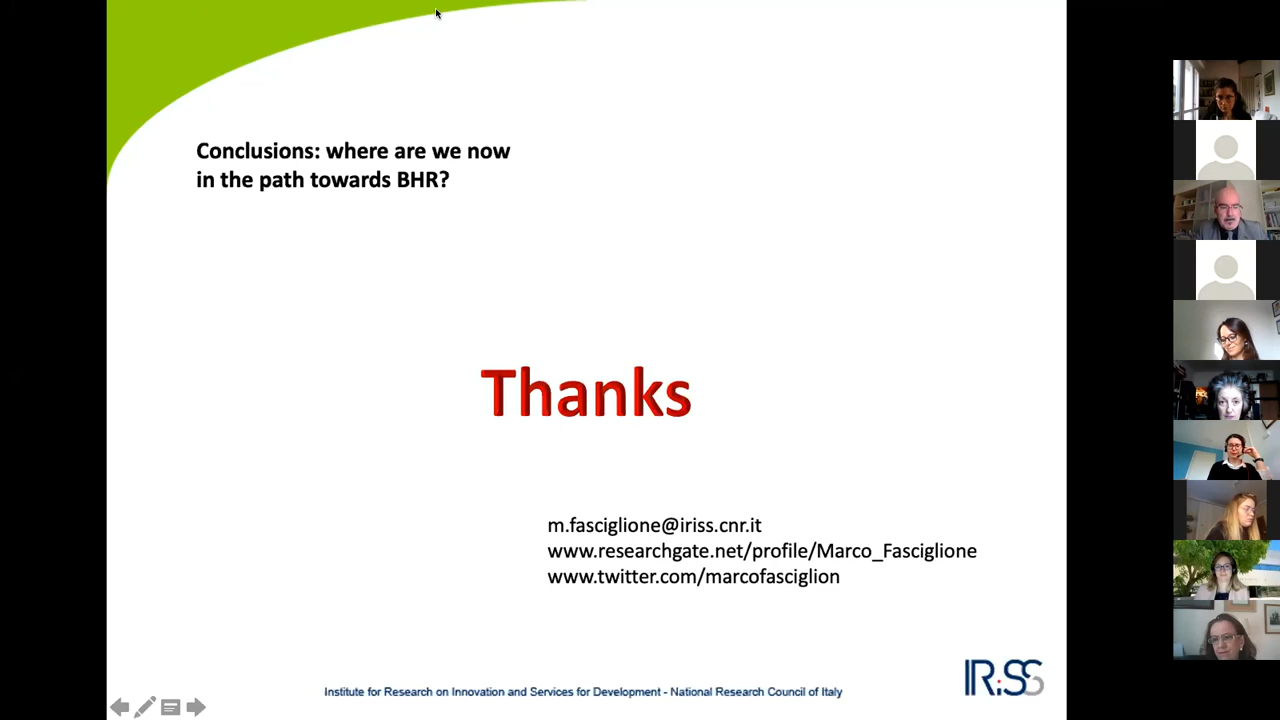 Conclusions: where are we now
in the path towards BHR?
Thanks
m.fasciglione@iriss.cnr.it
www.researchgate.net/profile/Marco_Fasciglione
www.twitter.com/marcofasciglion
IRiSS
Institute for Research on Innovation and Services for Development - National Research Council of Italy